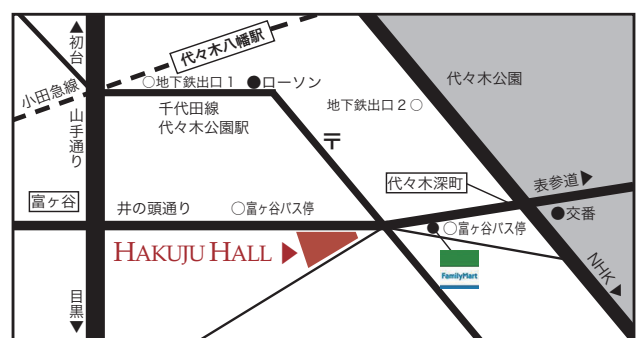 ▲初台
代々木八幡駅
小田急線
○地下鉄出口1
●ローソン
代々木公園
地下鉄出口2○
山手通り
千代田線
代々木公園駅
〒
代々木深町
表参道▶
富ヶ谷
井の頭通り
○富ヶ谷バス停
●交番
○富ヶ谷バス停
HAKUJU HALL ▶
FamilyMart
NHK▶
目黒▼